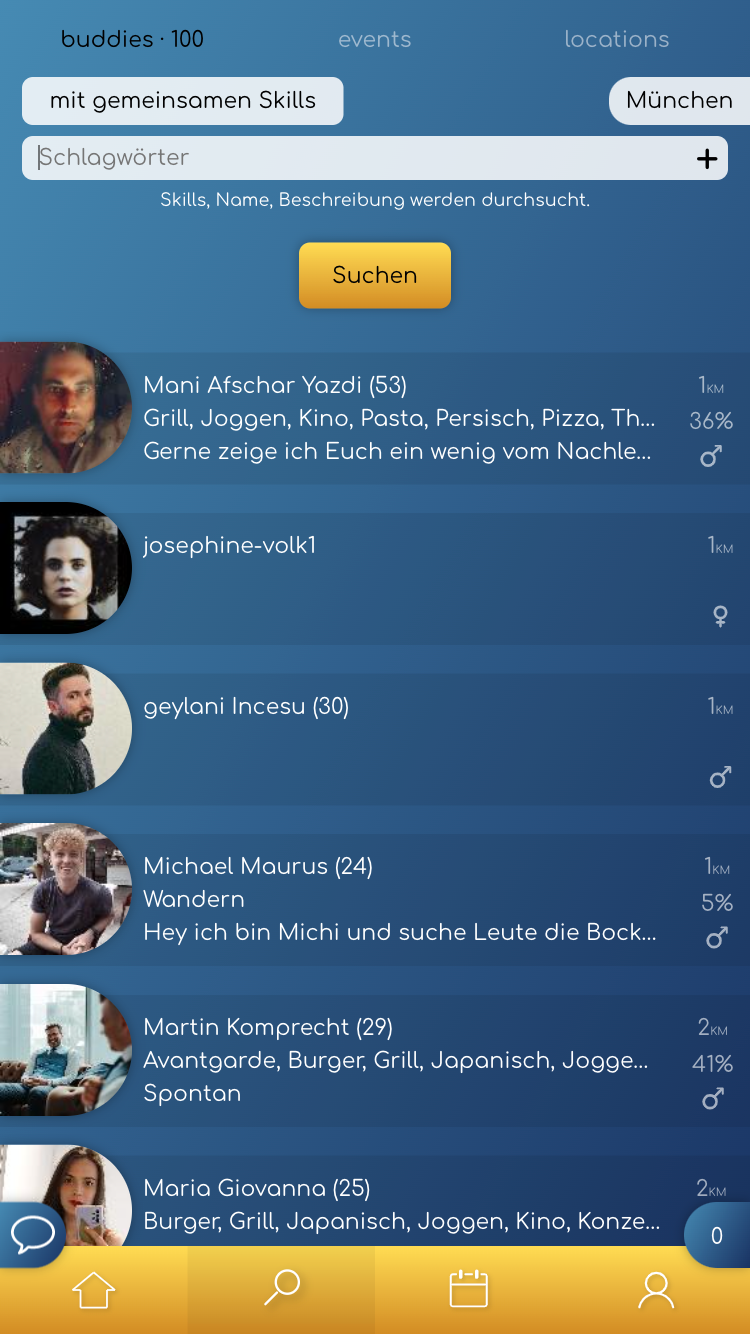 buddies · 100
events
locations
mit gemeinsamen Skills
München
Schlagwörter
Skills, Name, Beschreibung werden durchsucht.
Suchen
Mani Afschar Yazdi (53)
1KM
Grill, Joggen, Kino, Pasta, Persisch, Pizza, Th...
36%
Gerne zeige ich Euch ein wenig vom Nachle...
josephine-volk1
1KM
geylani Incesu (30)
1KM
Michael Maurus (24)
1KM
Wandern
5%
Hey ich bin Michi und suche Leute die Bock...
Martin Komprecht (29)
2KM
Avantgarde, Burger, Grill, Japanisch, Jogge...
41%
Spontan
Maria Giovanna (25)
2KM
Burger, Grill, Japanisch, Joggen, Kino, Konze...
0